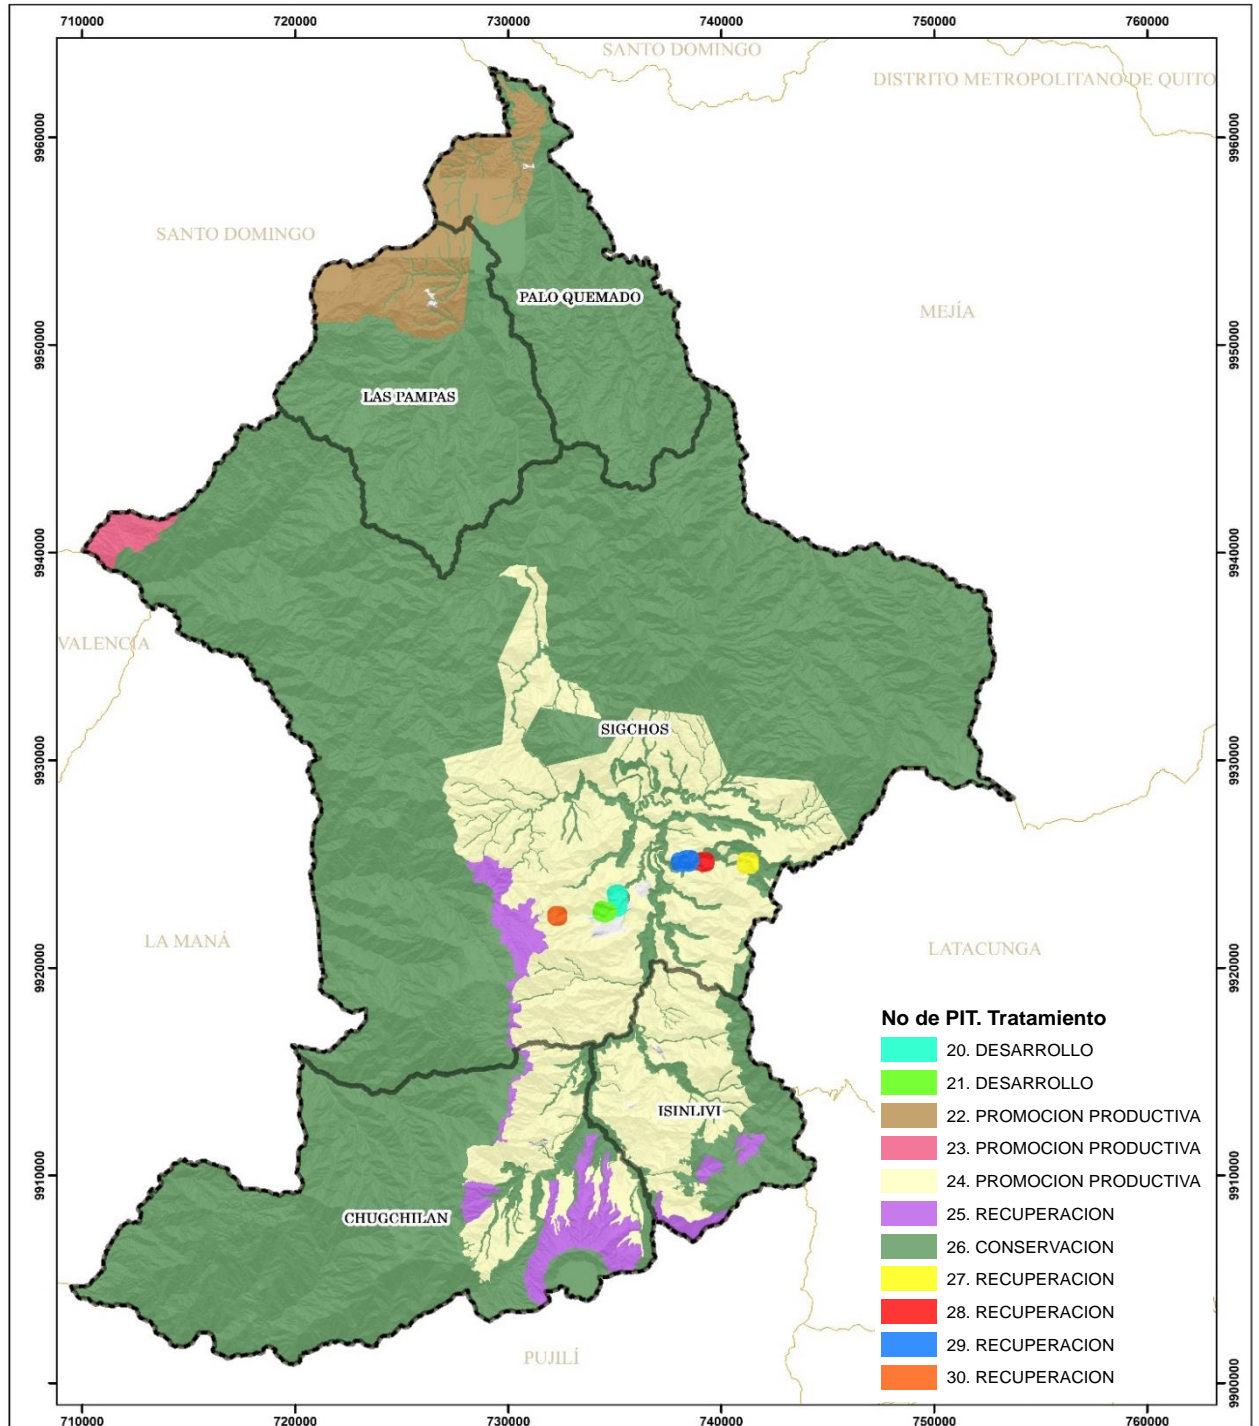 710000 720000 730000 740000 750000 760000
SANTO DOMINGO
DISTRITO METROPOLITANO DE QUITO
9960000 9960000
SANTO DOMINGO
PALO QUEMADO
MEJÍA
9950000 9950000
LAS PAMPAS
9940000 9940000
VALENCIA
SIGCHOS
9930000 9930000
LA MANÁ
LATACUNGA
9920000 9920000
No de PIT. Tratamiento
20. DESARROLLO
21. DESARROLLO
22. PROMOCION PRODUCTIVA
23. PROMOCION PRODUCTIVA
24. PROMOCION PRODUCTIVA
25. RECUPERACION
26. CONSERVACION
27. RECUPERACION
28. RECUPERACION
29. RECUPERACION
30. RECUPERACION
ISINLIVI
9910000 9910000
CHUGCHILAN
PUJILÍ
9900000 9900000
710000 720000 730000 740000 750000 760000